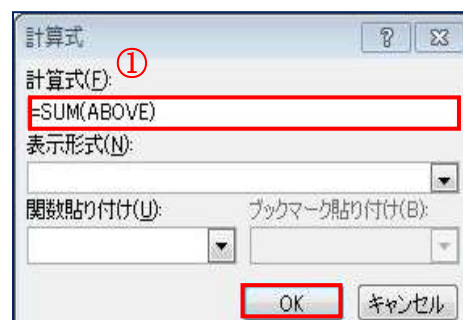 計算式
①
計算式(F):
=SUM(ABOVE)
表示形式(N):
関数貼り付け(U): ブックマーク貼り付け(B):
OK キャンセル